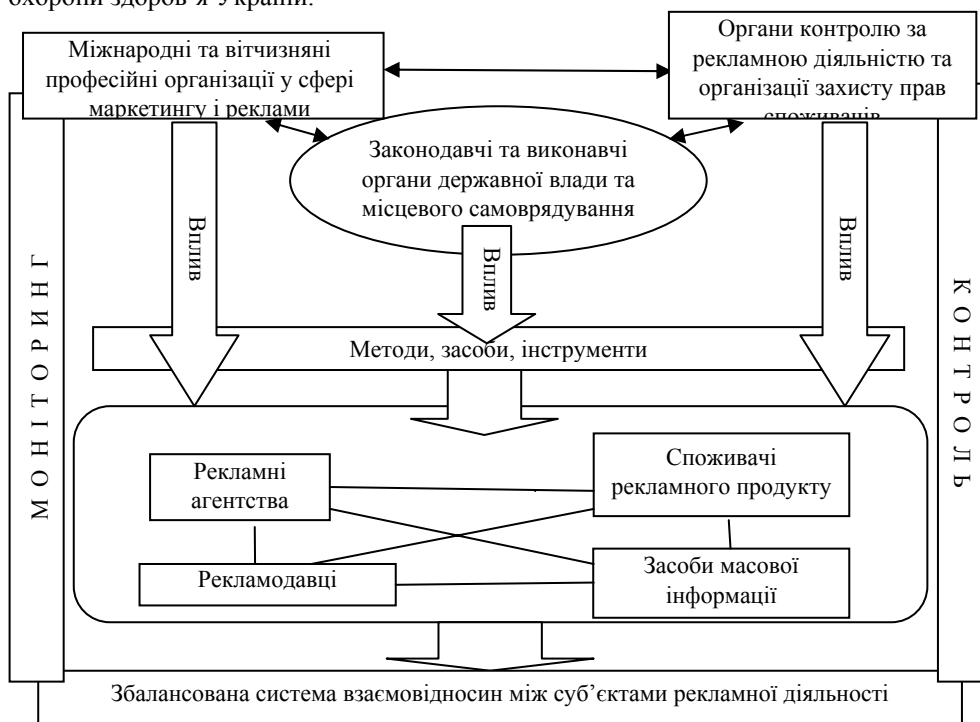 охорони здоров’я України.
Міжнародні та вітчизняні
професійні організації у сфері
маркетингу і реклами
Органи контролю за
рекламною діяльністю та
організації захисту прав
споживачів
Законодавчі та виконавчі
органи державної влади та
місцевого самоврядування
Вплив
Вплив
Вплив
МОНІТОРИНГ
КОНТРОЛЬ
Методи, засоби, інструменти
Рекламні
агентства
Споживачі
рекламного продукту
Рекламодавці
Засоби масової
інформації
Збалансована система взаємовідносин між суб’єктами рекламної діяльності